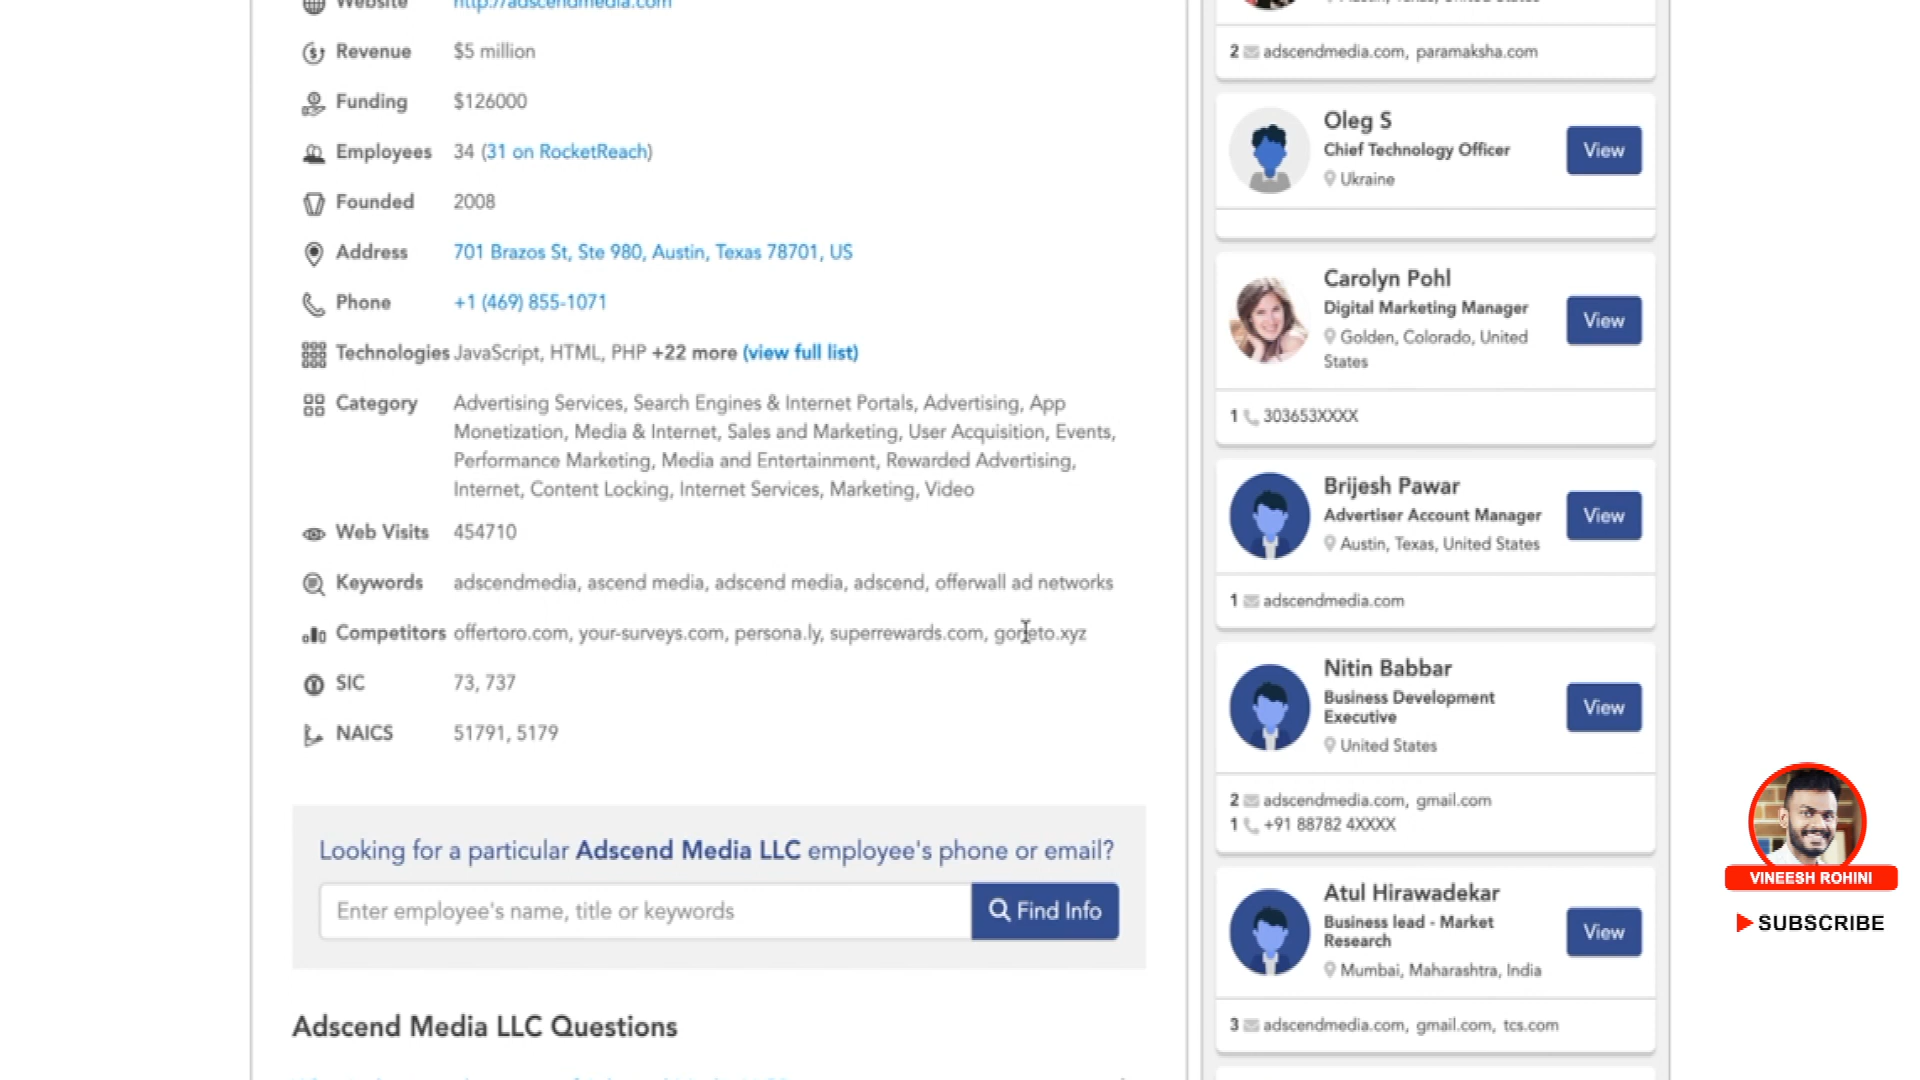 Website http://adscendmedia.com
Revenue $5 million
Funding $126000
Employees 34 (31 on RocketReach)
Founded 2008
Address 701 Brazos St, Ste 980, Austin, Texas 78701, US
Phone +1 (469) 855-1071
Technologies JavaScript, HTML, PHP +22 more (view full list)
Category Advertising Services, Search Engines & Internet Portals, Advertising, App
Monetization, Media & Internet, Sales and Marketing, User Acquisition, Events,
Performance Marketing, Media and Entertainment, Rewarded Advertising,
Internet, Content Locking, Internet Services, Marketing, Video
Web Visits 454710
Keywords adscendmedia, ascend media, adscend media, adscend, offerwall ad networks
Competitors offertoro.com, your-surveys.com, persona.ly, superrewards.com,
SIC 73, 737
NAICS 51791, 5179
Looking for a particular Adscend Media LLC employee's phone or email?
Enter employee's name, title or keywords
Find Info
Adscend Media LLC Questions
Austin, Texas, United States
2 adscendmedia.com, paramaksha.com
Oleg S
Chief Technology Officer
Ukraine
View
Carolyn Pohl
Digital Marketing Manager
Golden, Colorado, United
States
View
1 303653XXXX
Brijesh Pawar
Advertiser Account Manager
Austin, Texas, United States
View
1 adscendmedia.com
Nitin Babbar
Business Development
Executive
United States
View
2 adscendmedia.com, gmail.com
1 +91 88782 4XXXX
Atul Hirawadekar
Business lead - Market
Research
Mumbai, Maharashtra, India
View
3 adscendmedia.com, gmail.com, tcs.com
VINEESH ROHINI
SUBSCRIBE